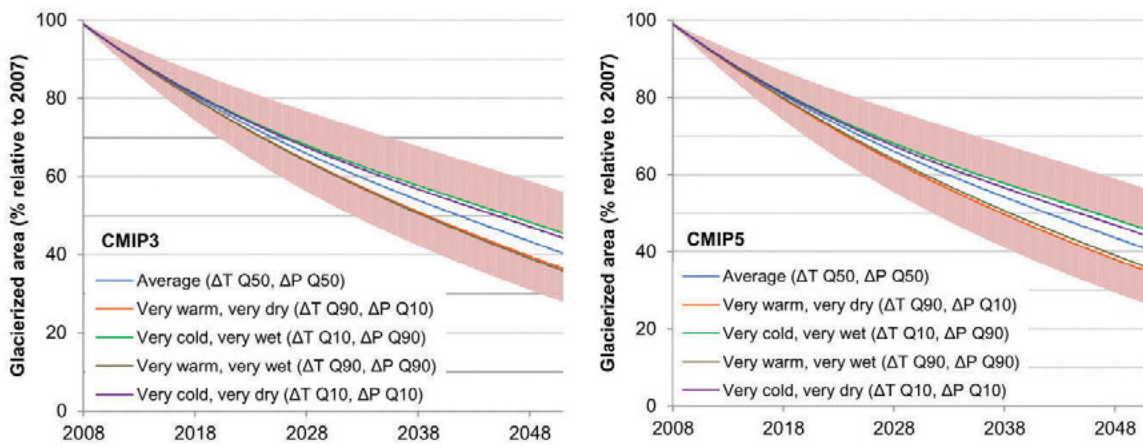 Glacierized area (% relative to 2007)
100
80
60
40
20
0
CMIP3
Average (ΔT Q50, ΔP Q50)
Very warm, very dry (ΔT Q90, ΔP Q10)
Very cold, very wet (ΔT Q10, ΔP Q90)
Very warm, very wet (ΔT Q90, ΔP Q90)
Very cold, very dry (ΔT Q10, ΔP Q10)
2008 2018 2028 2038 2048
Glacierized area (% relative to 2007)
100
80
60
40
20
0
CMIP5
Average (ΔT Q50, ΔP Q50)
Very warm, very dry (ΔT Q90, ΔP Q10)
Very cold, very wet (ΔT Q10, ΔP Q90)
Very warm, very wet (ΔT Q90, ΔP Q90)
Very cold, very dry (ΔT Q10, ΔP Q10)
2008 2018 2028 2038 2048